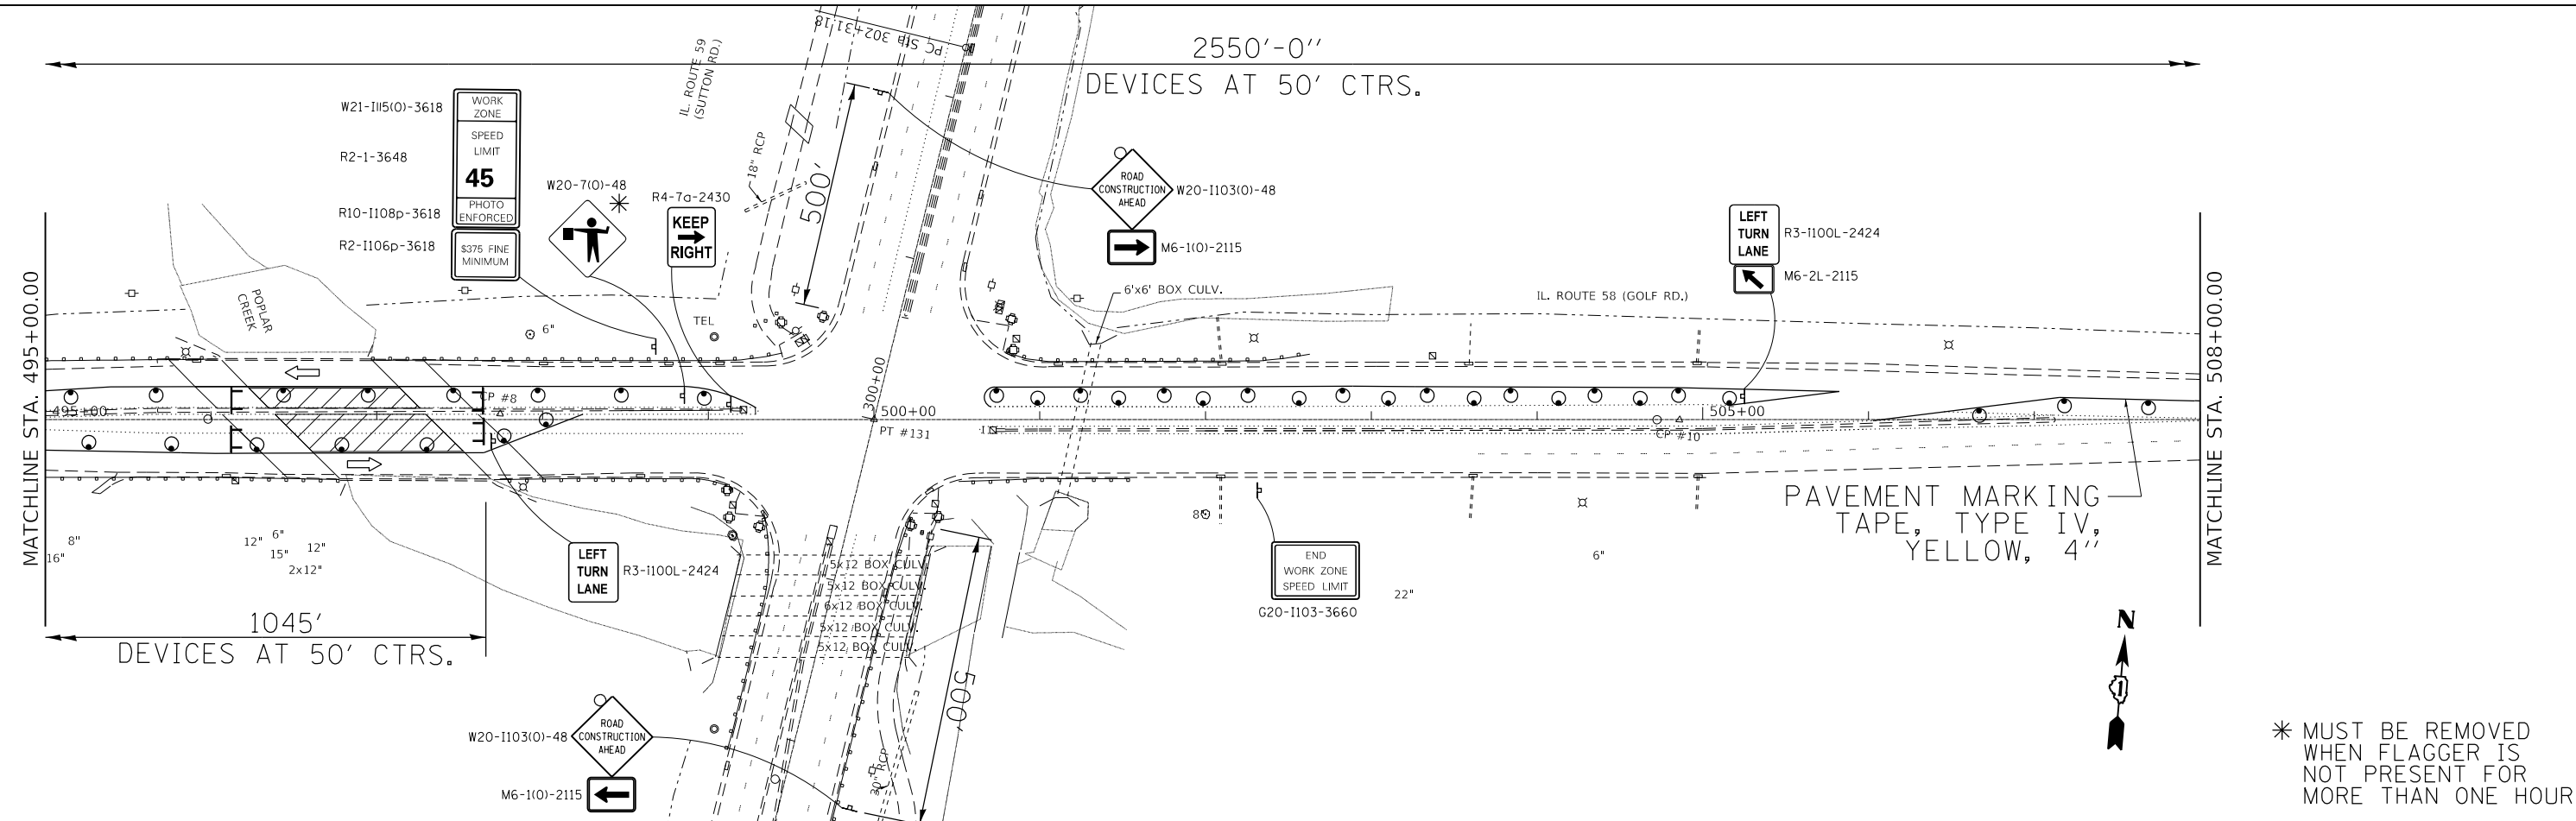 PC Sta 302+31.18
2550'-0"
DEVICES AT 50' CTRS.
IL. ROUTE 59
(SUTTON RD.)
W21-I115(0)-3618
WORK
ZONE
R2-1-3648
SPEED
LIMIT
45
R10-I108p-3618
PHOTO
ENFORCED
R2-I106p-3618
$375 FINE
MINIMUM
W20-7(0)-48
R4-7a-2430
KEEP
RIGHT
18" RCP
500'
ROAD
CONSTRUCTION
AHEAD
W20-I103(0)-48
M6-1(0)-2115
LEFT
TURN
LANE
R3-I100L-2424
M6-2L-2115
MATCHLINE STA. 495+00.00
POPLAR
CREEK
6"
TEL
6'x6' BOX CULV.
IL. ROUTE 58 (GOLF RD.)
MATCHLINE STA. 508+00.00
495+00
CP #8
300+00
500+00
PT #131
505+00
CP #10
PAVEMENT MARKING
TAPE, TYPE IV,
YELLOW, 4"
8"
16"
12"
6"
15"
12"
2x12"
8"
6"
22"
LEFT
TURN
LANE
R3-I100L-2424
END
WORK ZONE
SPEED LIMIT
G20-I103-3660
5x12 BOX CULV.
5x12 BOX CULV.
6x12 BOX CULV.
5x12 BOX CULV.
5x12 BOX CULV.
1045'
DEVICES AT 50' CTRS.
500'
30" RCP
W20-I103(0)-48
ROAD
CONSTRUCTION
AHEAD
M6-1(0)-2115
N
* MUST BE REMOVED
WHEN FLAGGER IS
NOT PRESENT FOR
MORE THAN ONE HOUR